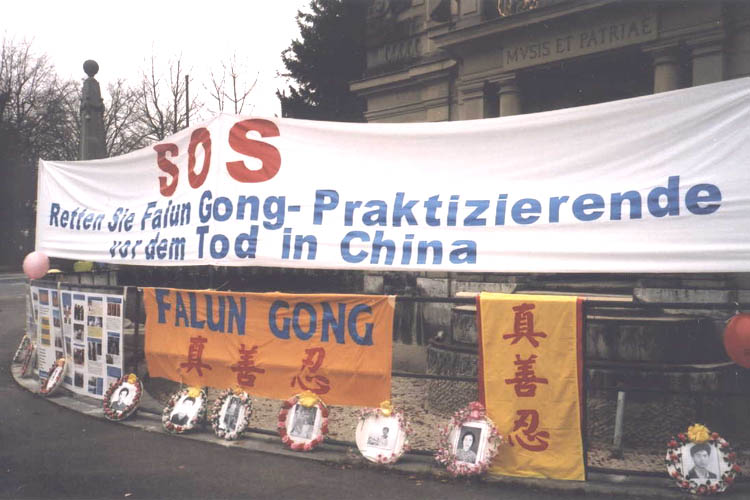 MVSIS ET PATRIAE
SOS
Retten Sie Falun Gong- Praktizierende
vor dem Tod in China
FALUN GONG
真善忍
真善忍